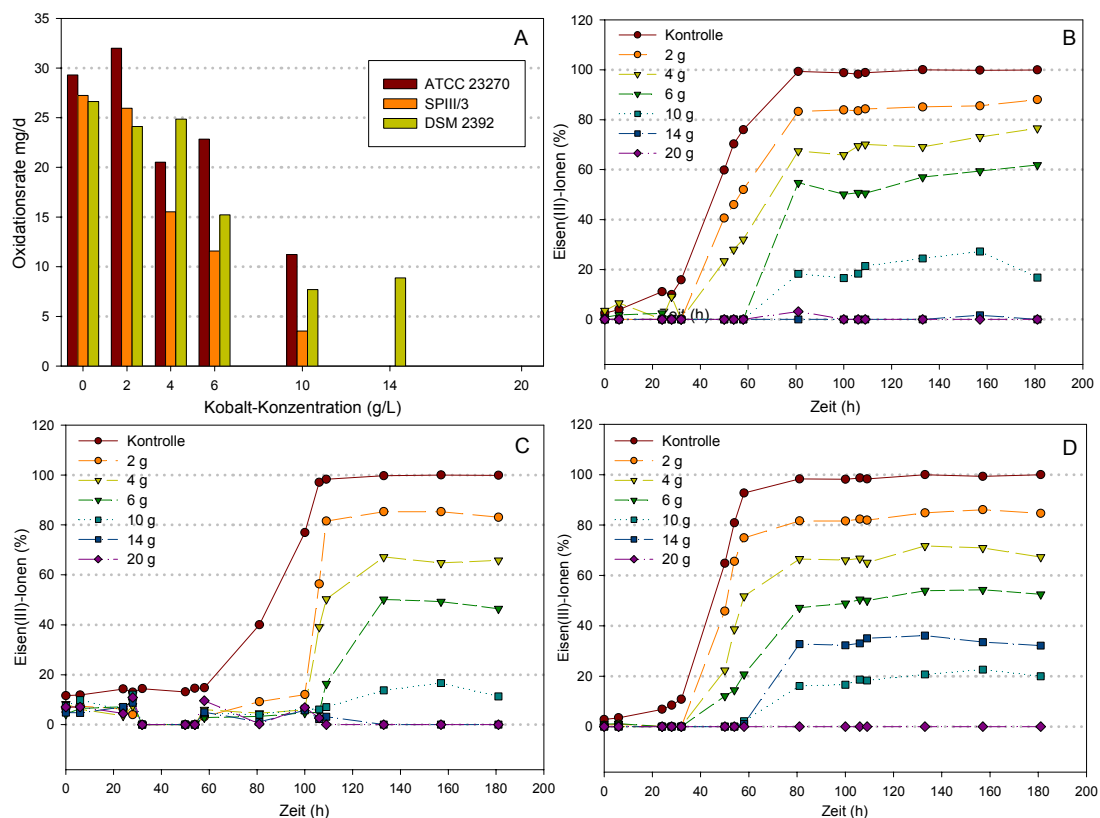 A
Oxidationsrate mg/d
35
30
25
20
15
10
5
0
ATCC 23270
SPIII/3
DSM 2392
0 2 4 6 10 14 20
Kobalt-Konzentration (g/L)
B
Eisen(III)-Ionen (%)
120
100
80
60
40
20
0
Kontrolle
2 g
4 g
6 g
10 g
14 g
20 g
Zeit (h)
0 20 40 60 80 100 120 140 160 180 200
Zeit (h)
C
Eisen(III)-Ionen (%)
120
100
80
60
40
20
0
Kontrolle
2 g
4 g
6 g
10 g
14 g
20 g
0 20 40 60 80 100 120 140 160 180 200
Zeit (h)
D
Eisen(III)-Ionen (%)
120
100
80
60
40
20
0
Kontrolle
2 g
4 g
6 g
10 g
14 g
20 g
0 20 40 60 80 100 120 140 160 180 200
Zeit (h)